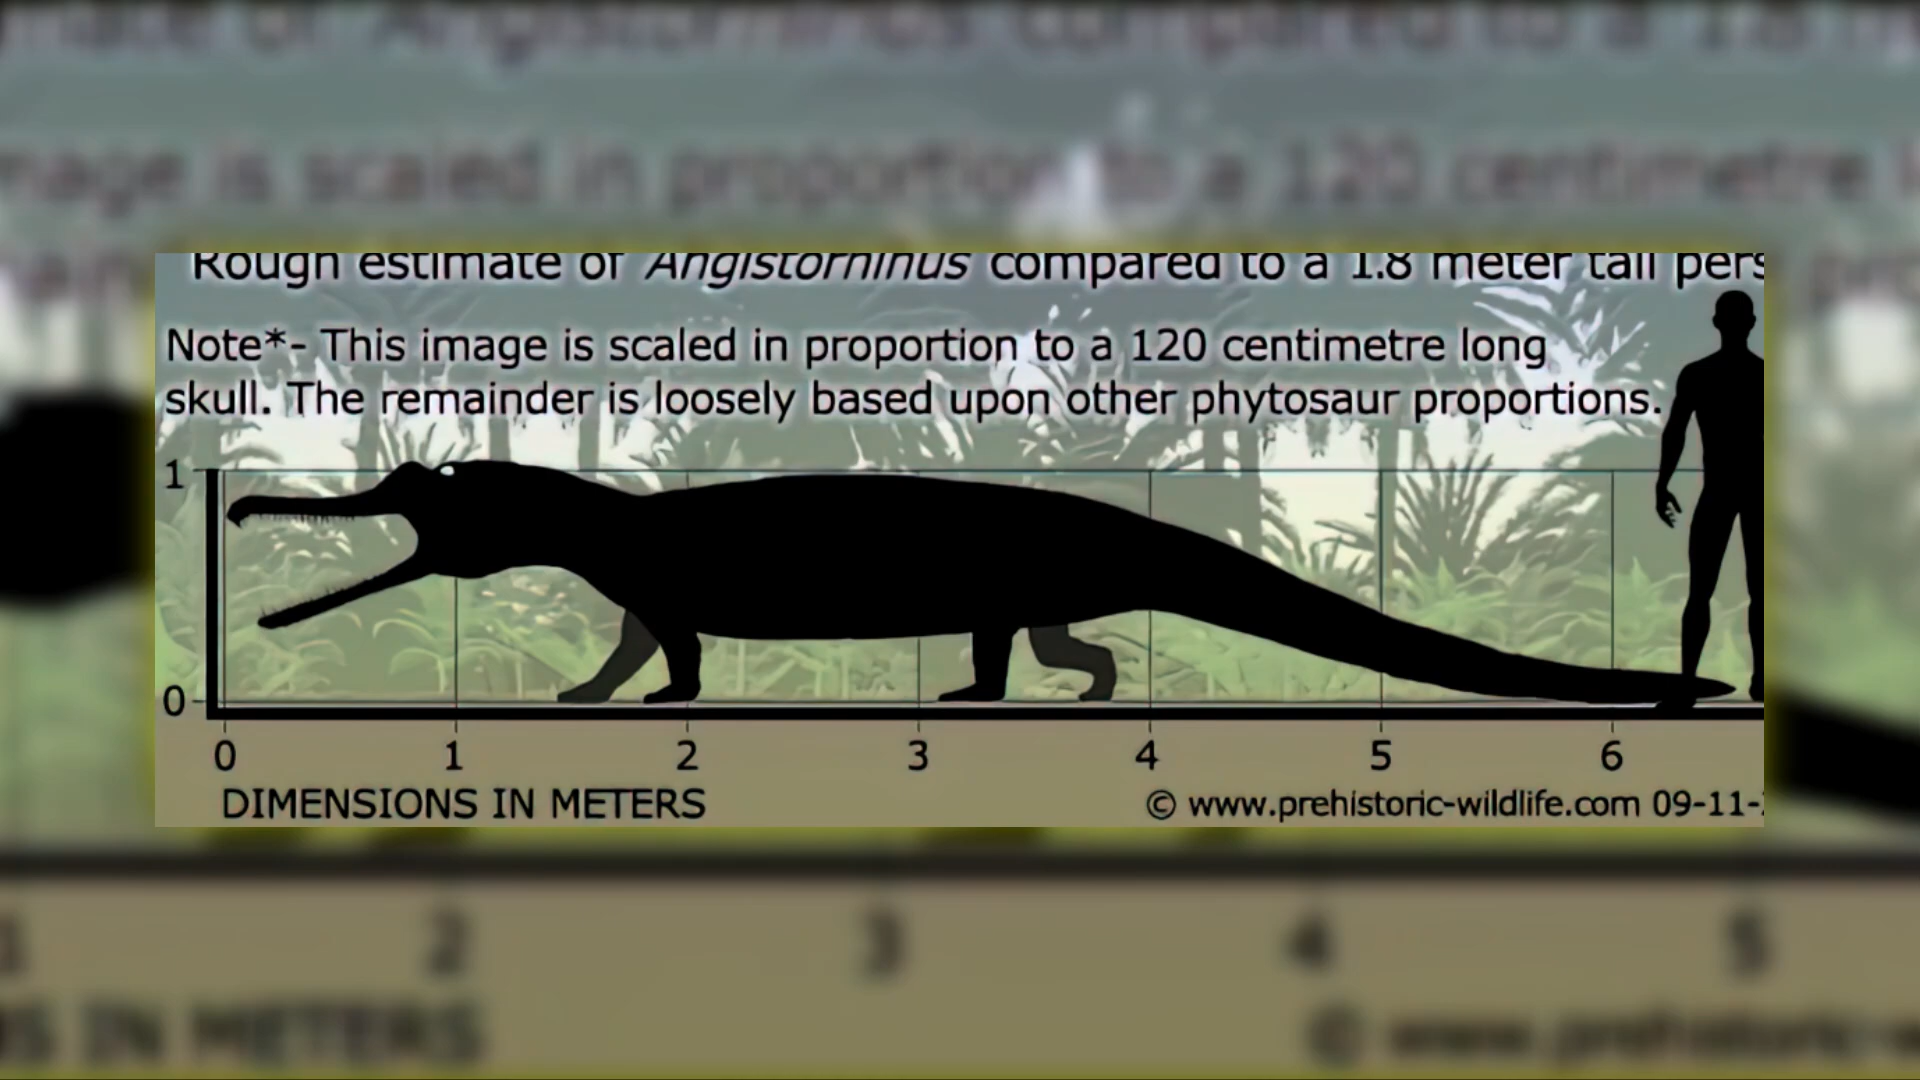 Rough estimate of Angistorhinus compared to a 1.8 meter tall pers
Note*- This image is scaled in proportion to a 120 centimetre long
skull. The remainder is loosely based upon other phytosaur proportions.
1
0
0 1 2 3 4 5 6
DIMENSIONS IN METERS
© www.prehistoric-wildlife.com 09-11-